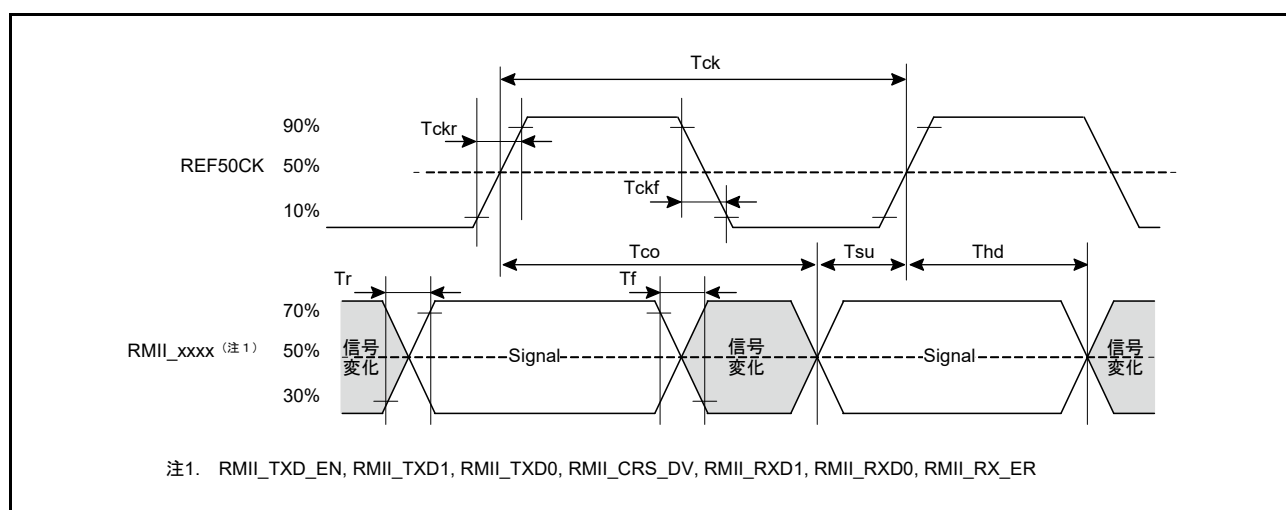 Tck
90%
Tckr
REF50CK 50%
Tckf
10%
Tco Tsu Thd
Tr Tf
70%
RMII_xxxx（注1） 50% 信号変化 Signal 信号変化 Signal 信号変化
30%
注1. RMII_TXD_EN, RMII_TXD1, RMII_TXD0, RMII_CRS_DV, RMII_RXD1, RMII_RXD0, RMII_RX_ER